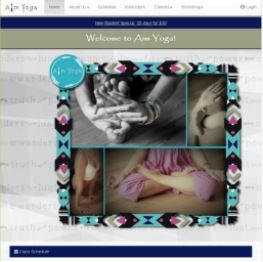 Aim Yoga
Home About Us Schedule Instructors Classes Workshops Login
New Student Special: 30 days for $30
Welcome to Aim Yoga!
Aim Yoga
Class Schedule